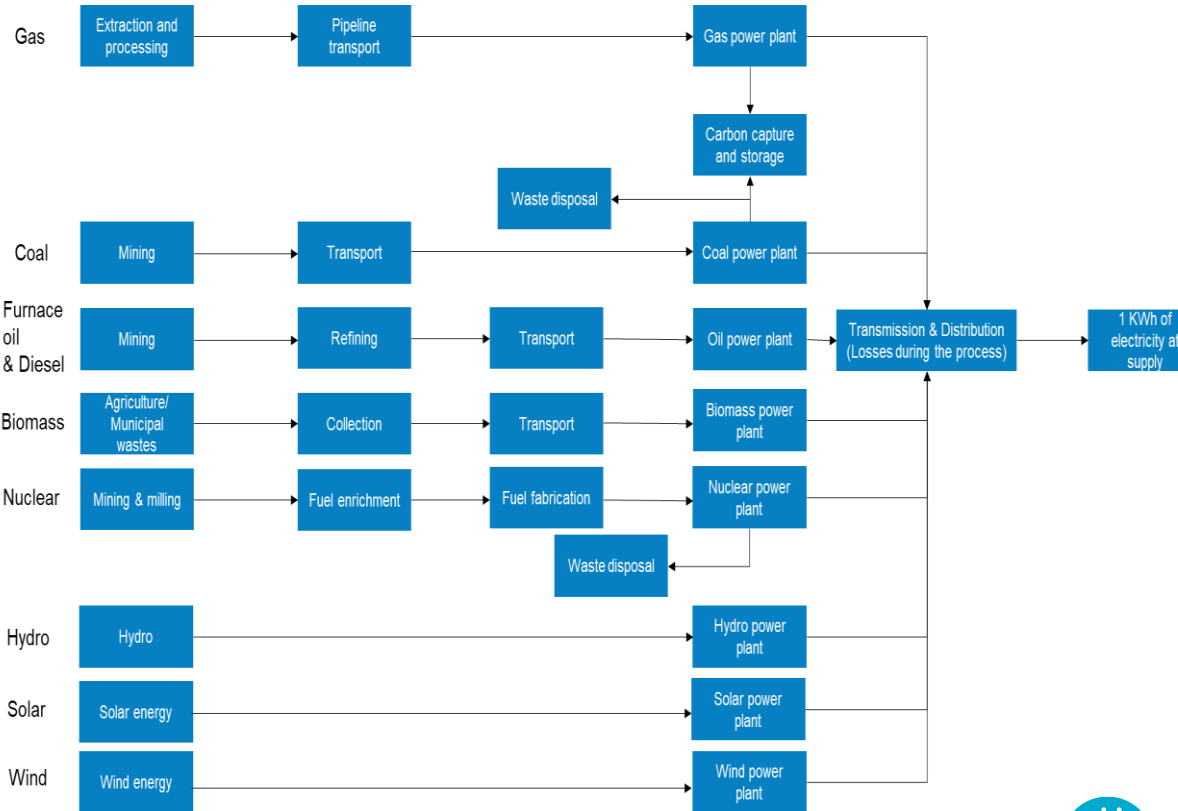 Gas
Extraction and
processing
Pipeline
transport
Gas power plant
Carbon capture
and storage
Waste disposal
Coal
Mining
Transport
Coal power plant
Furnace
oil
& Diesel
Mining
Refining
Transport
Oil power plant
Transmission & Distribution
(Losses during the process)
1 KWh of
electricity at
supply
Biomass
Agriculture/
Municipal
wastes
Collection
Transport
Biomass power
plant
Nuclear
Mining & milling
Fuel enrichment
Fuel fabrication
Nuclear power
plant
Waste disposal
Hydro
Hydro
Hydro power
plant
Solar
Solar energy
Solar power
plant
Wind
Wind energy
Wind power
plant